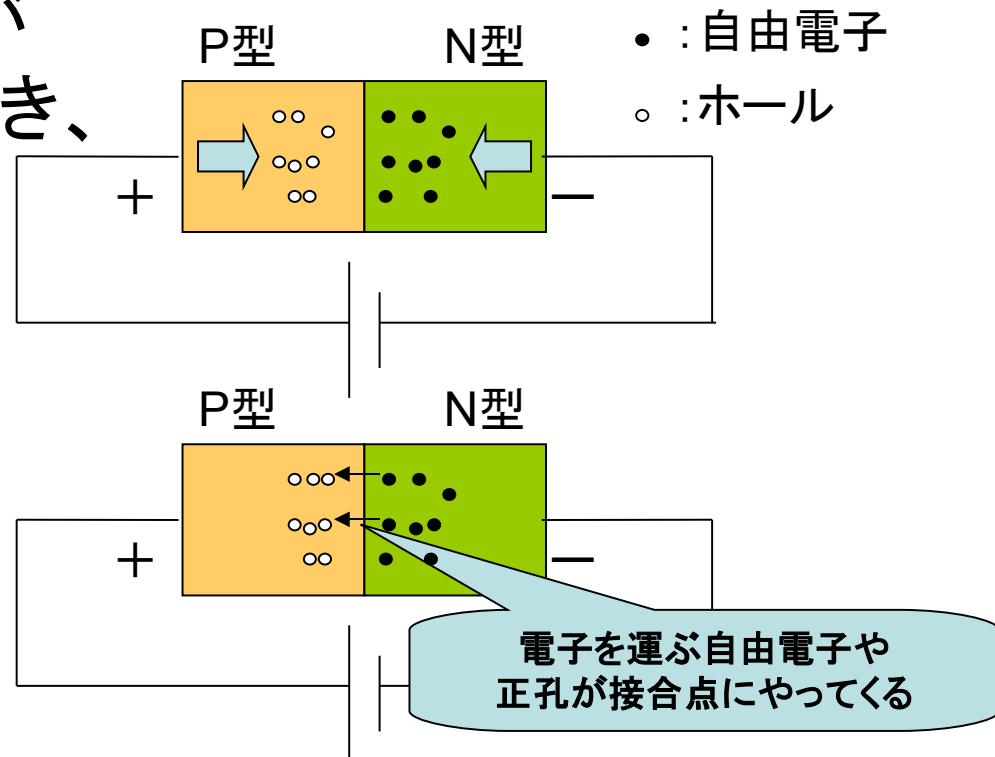 き、
P型 N型
● :自由電子
○ :ホール
+ −
P型 N型
+ −
電子を運ぶ自由電子や
正孔が接合点にやってくる